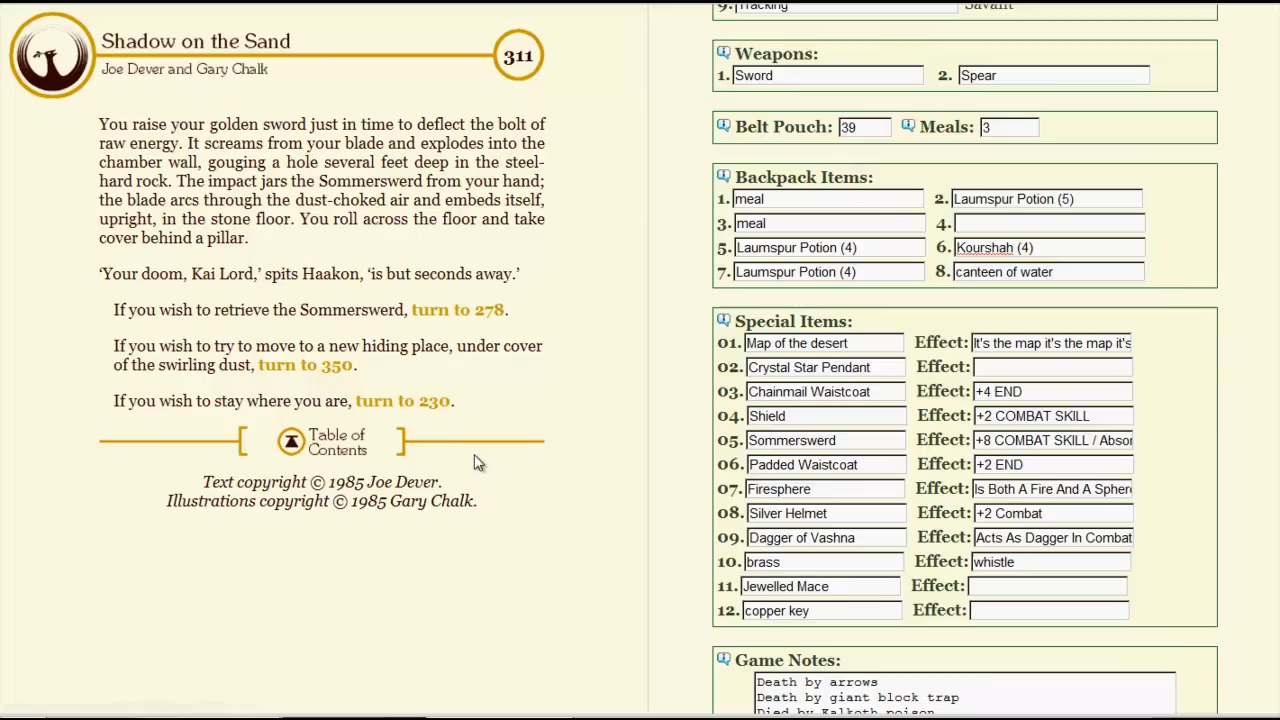 Shadow on the Sand
Joe Dever and Gary Chalk
311
You raise your golden sword just in time to deflect the bolt of
raw energy. It screams from your blade and explodes into the
chamber wall, gouging a hole several feet deep in the steel-
hard rock. The impact jars the Sommerswerd from your hand;
the blade arcs through the dust-choked air and embeds itself,
upright, in the stone floor. You roll across the floor and take
cover behind a pillar.
‘Your doom, Kai Lord,’ spits Haakon, ‘is but seconds away.’
If you wish to retrieve the Sommerswerd, turn to 278.
If you wish to try to move to a new hiding place, under cover
of the swirling dust, turn to 350.
If you wish to stay where you are, turn to 230.
Table of
Contents
Text copyright © 1985 Joe Dever.
Illustrations copyright © 1985 Gary Chalk.
9. Tracking Savant
Weapons:
1. Sword 2. Spear
Belt Pouch: 39 Meals: 3
Backpack Items:
1. meal 2. Laumspur Potion (5)
3. meal 4.
5. Laumspur Potion (4) 6. Kourshah (4)
7. Laumspur Potion (4) 8. canteen of water
Special Items:
01. Map of the desert Effect: It's the map it's the map it's
02. Crystal Star Pendant Effect:
03. Chainmail Waistcoat Effect: +4 END
04. Shield Effect: +2 COMBAT SKILL
05. Sommerswerd Effect: +8 COMBAT SKILL / Absor
06. Padded Waistcoat Effect: +2 END
07. Firesphere Effect: Is Both A Fire And A Sphere
08. Silver Helmet Effect: +2 Combat
09. Dagger of Vashna Effect: Acts As Dagger In Combat
10. brass Effect: whistle
11. Jewelled Mace Effect:
12. copper key Effect:
Game Notes:
Death by arrows
Death by giant block trap
Died by Kalkoth poison